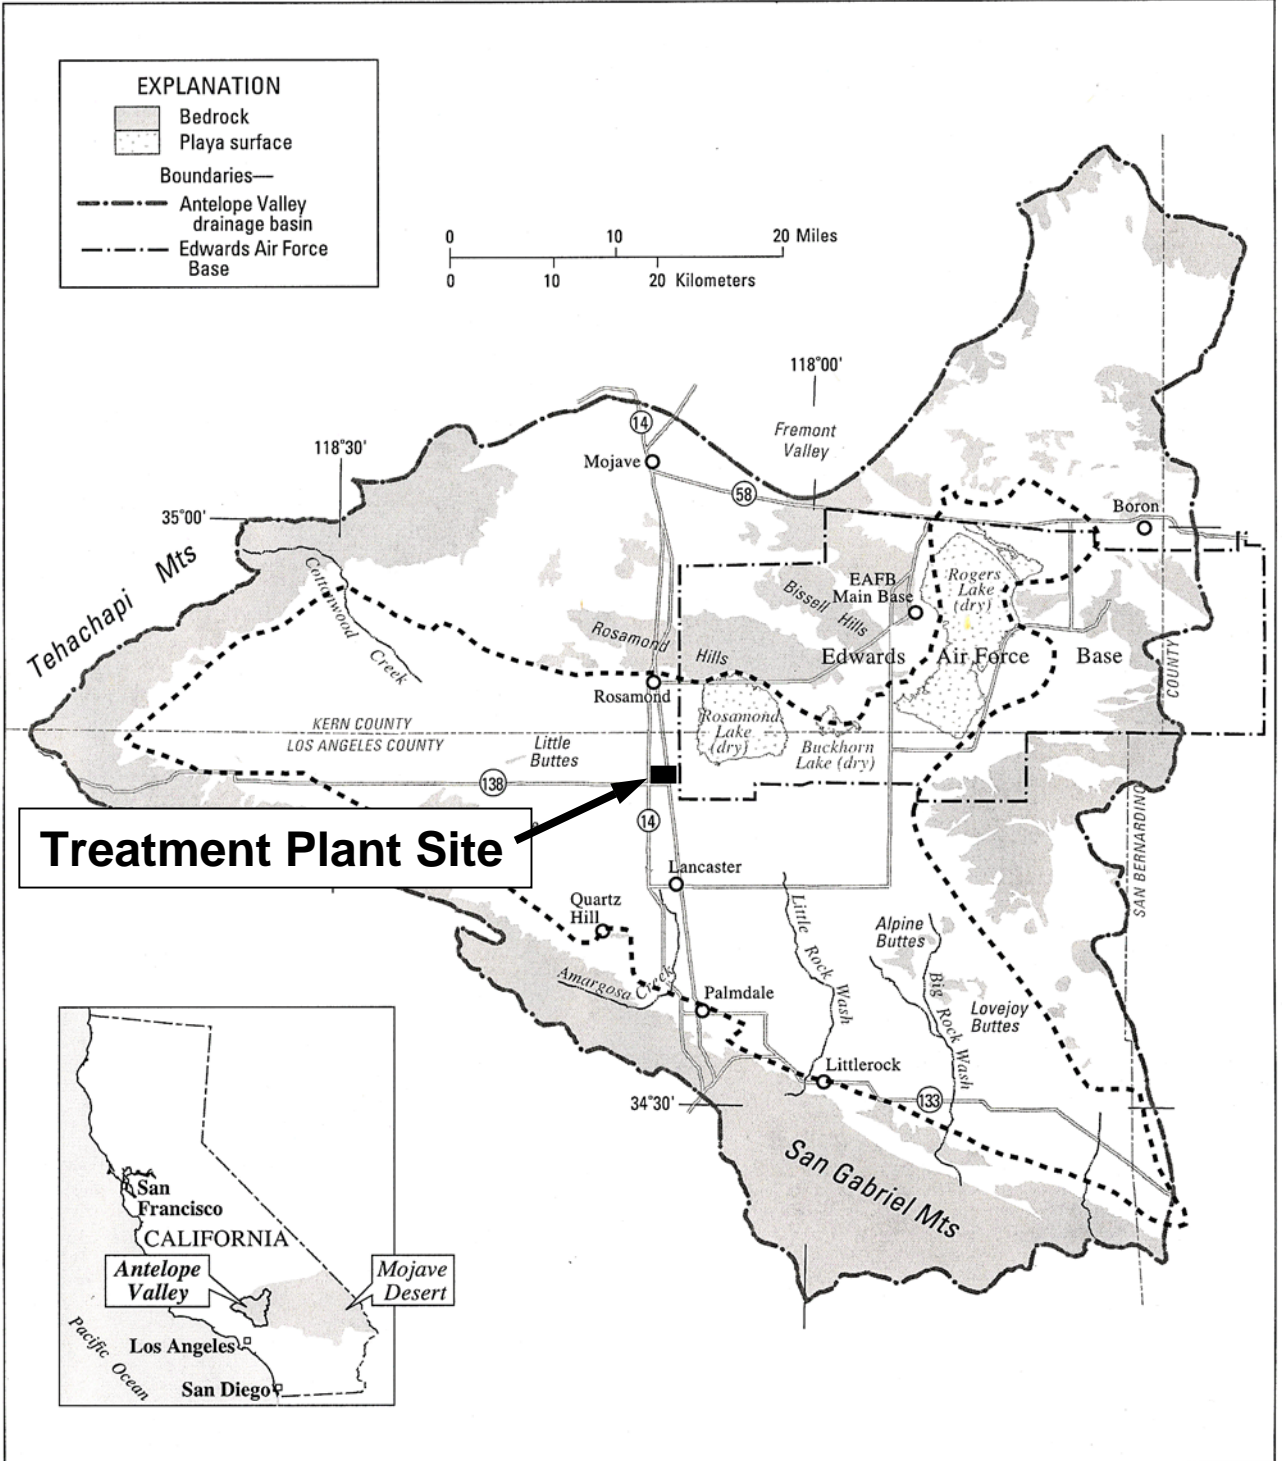 EXPLANATION
Bedrock
Playa surface
Boundaries—
Antelope Valley
drainage basin
Edwards Air Force
Base
0 10 20 Miles
0 10 20 Kilometers
118°00'
Fremont
Valley
14
Mojave
58
118°30'
35°00'
Boron
Tehachapi Mts
Cottonwood Creek
EAFB
Main Base
Rogers
Lake
(dry)
Bissell Hills
Rosamond Hills
Edwards Air Force Base
Rosamond
COUNTY
KERN COUNTY
LOS ANGELES COUNTY
Little
Buttes
Rosamond
Lake
(dry)
Buckhorn
Lake (dry)
138
Treatment Plant Site
14
SAN BERNARDINO
Lancaster
Quartz
Hill
Little Rock Wash
Alpine
Buttes
Amargosa Creek
Palmdale
Big Rock Wash
Lovejoy
Buttes
Littlerock
34°30'
133
San Gabriel Mts
San
Francisco
CALIFORNIA
Antelope
Valley
Mojave
Desert
Pacific Ocean
Los Angeles
San Diego